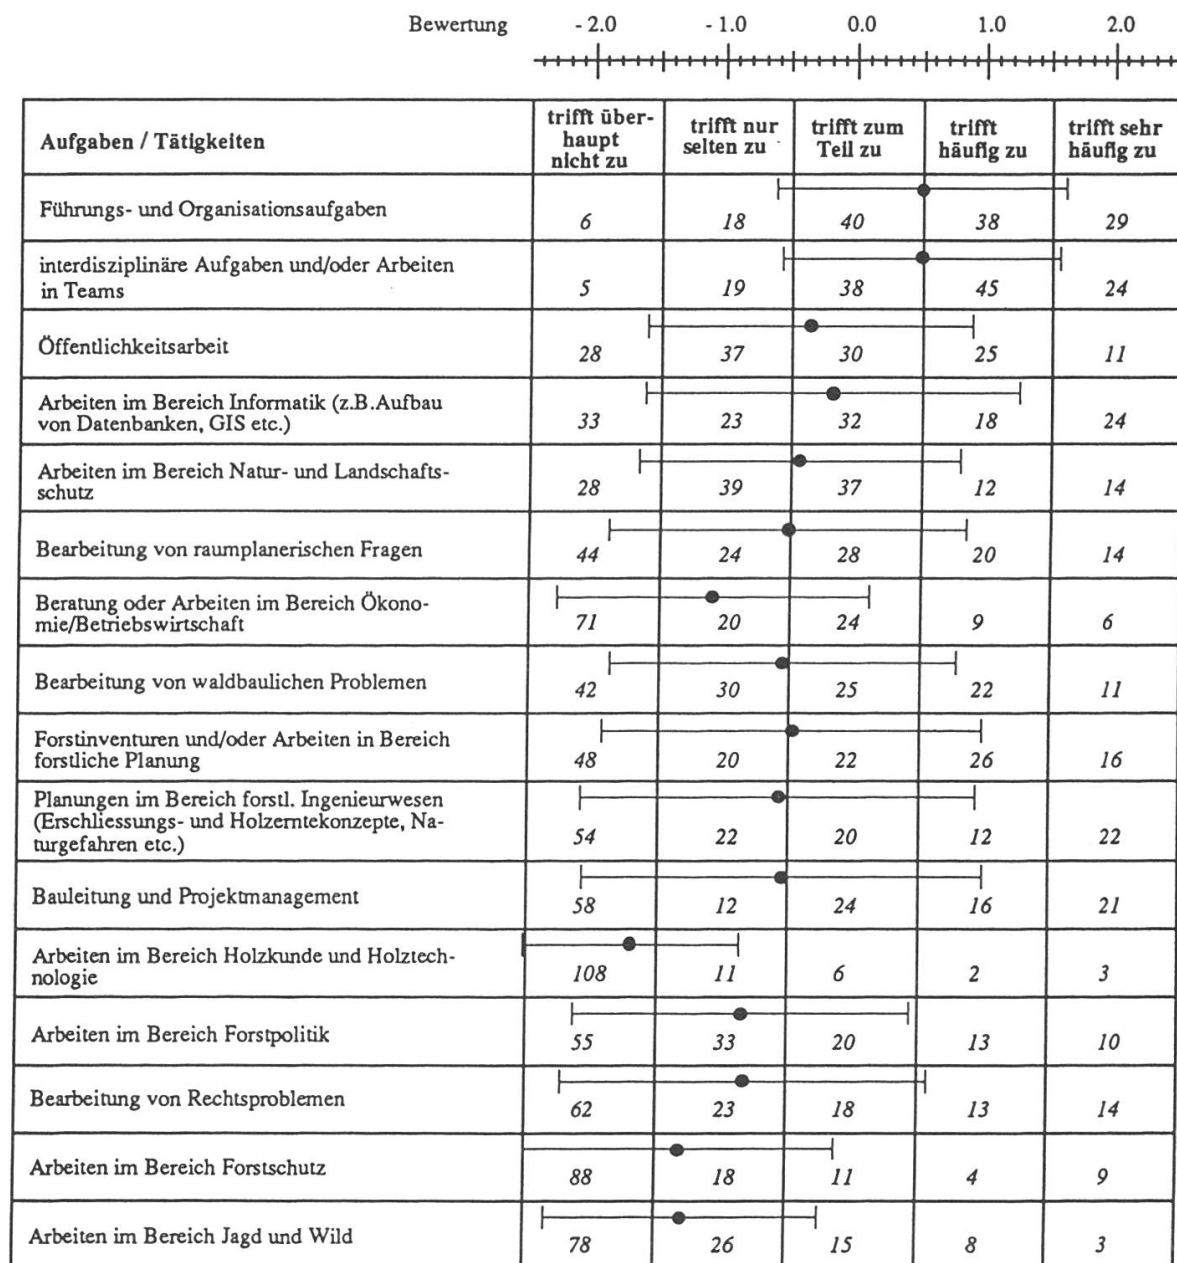 Bewertung - 2.0 - 1.0 0.0 1.0 2.0
Aufgaben / Tätigkeiten trifft über- haupt nicht zu trifft nur selten zu trifft zum Teil zu trifft häufig zu trifft sehr häufig zu
Führungs- und Organisationsaufgaben 6 18 40 38 29
interdisziplinäre Aufgaben und/oder Arbeiten
in Teams 5 19 38 45 24
Öffentlichkeitsarbeit 28 37 30 25 11
Arbeiten im Bereich Informatik (z.B.Aufbau
von Datenbanken, GIS etc.) 33 23 32 18 24
Arbeiten im Bereich Natur- und Landschafts-
schutz 28 39 37 12 14
Bearbeitung von raumplanerischen Fragen 44 24 28 20 14
Beratung oder Arbeiten im Bereich Ökono-
mie/Betriebswirtschaft 71 20 24 9 6
Bearbeitung von waldbaulichen Problemen 42 30 25 22 11
Forstinventuren und/oder Arbeiten in Bereich
forstliche Planung 48 20 22 26 16
Planungen im Bereich forstl. Ingenieurwesen
(Erschliessungs- und Holzerntekonzepte, Na-
turgefahren etc.) 54 22 20 12 22
Bauleitung und Projektmanagement 58 12 24 16 21
Arbeiten im Bereich Holzkunde und Holztech-
nologie 108 11 6 2 3
Arbeiten im Bereich Forstpolitik 55 33 20 13 10
Bearbeitung von Rechtsproblemen 62 23 18 13 14
Arbeiten im Bereich Forstschutz 88 18 11 4 9
Arbeiten im Bereich Jagd und Wild 78 26 15 8 3